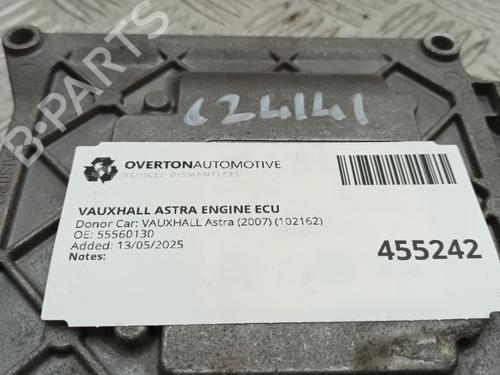 B-PARTS
c24141
OVERTONAUTOMOTIVE
VEHICLE DISMANTLERS
VAUXHALL ASTRA ENGINE ECU
Donor Car: VAUXHALL Astra (2007) (102162)
OE: 55560130
Added: 13/05/2025
Notes:
455242